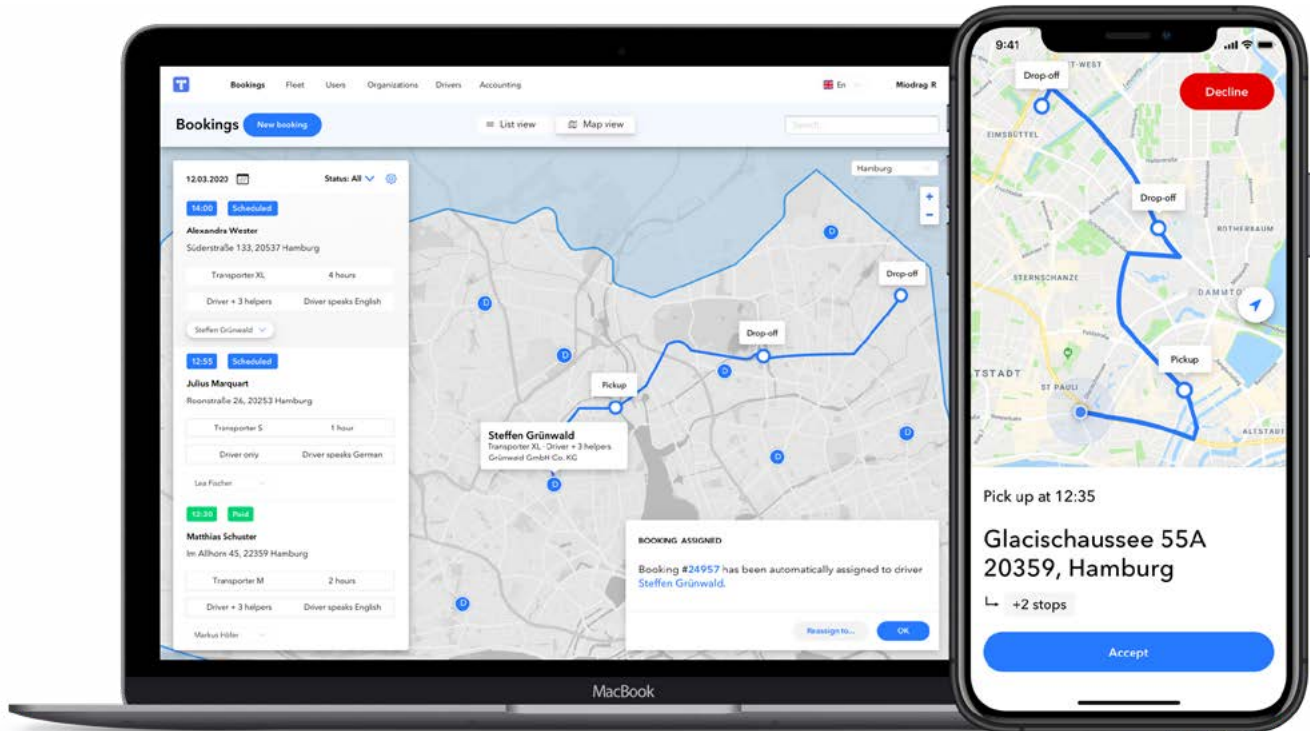 T
Bookings Fleet Users Organizations Drivers Accounting
En
Miodrag R
Bookings
New booking
List view
Map view
Search
12.03.2020
Status: All
14:00 Scheduled
Alexandra Wester
Süderstraße 133, 20537 Hamburg
Transporter XL 4 hours
Driver + 3 helpers Driver speaks English
Steffen Grünwald
12:55 Scheduled
Julius Marquart
Roonstraße 26, 20253 Hamburg
Transporter S 1 hour
Driver only Driver speaks German
Lea Fischer
12:30 Paid
Matthias Schuster
Im Allhorn 45, 22359 Hamburg
Transporter M 2 hours
Driver + 3 helpers Driver speaks English
Markus Höfer
Hamburg
+
−
D
D
D
D
D
D
D
D
Drop-off
Drop-off
Pickup
Steffen Grünwald
Transporter XL · Driver + 3 helpers
Grünwald GmbH Co. KG
BOOKING ASSIGNED
Booking #24957 has been automatically assigned to driver
Steffen Grünwald.
Reassign to...
OK
MacBook
9:41
Decline
Drop-off
EIMSBÜTTEL
Drop-off
ROTHERBAUM
STERNSCHANZE
Pickup
ST PAULI
ALTSTADT
Pick up at 12:35
Glacischaussee 55A
20359, Hamburg
+2 stops
Accept